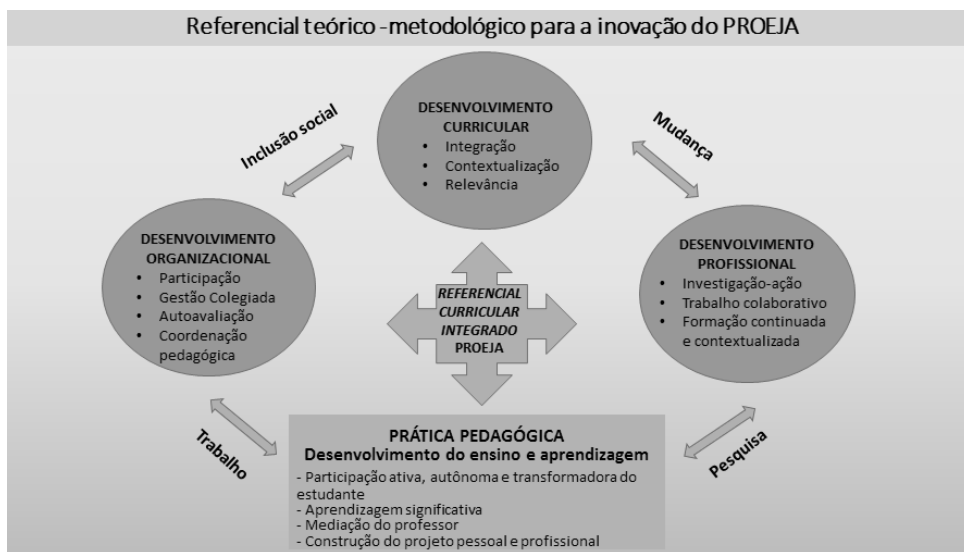 Referencial teórico -metodológico para a inovação do PROEJA
Inclusão social
DESENVOLVIMENTO
CURRICULAR
• Integração
• Contextualização
• Relevância
Mudança
DESENVOLVIMENTO
ORGANIZACIONAL
• Participação
• Gestão Colegiada
• Autoavaliação
• Coordenação
pedagógica
REFERENCIAL
CURRICULAR
INTEGRADO
PROEJA
DESENVOLVIMENTO
PROFISSIONAL
• Investigação-ação
• Trabalho colaborativo
• Formação continuada
e contextualizada
Trabalho
PRÁTICA PEDAGÓGICA
Desenvolvimento do ensino e aprendizagem
- Participação ativa, autônoma e transformadora do
estudante
- Aprendizagem significativa
- Mediação do professor
- Construção do projeto pessoal e profissional
Pesquisa